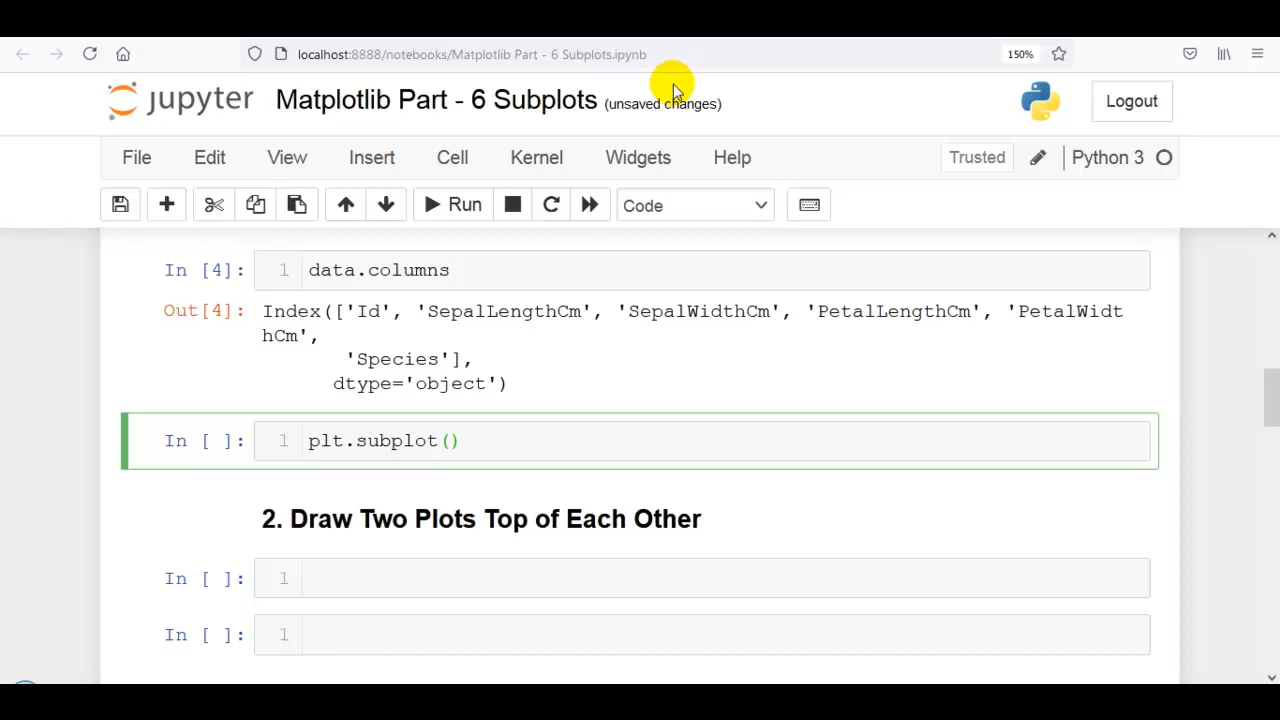 localhost:8888/notebooks/Matplotlib Part - 6 Subplots.ipynb
150%
jupyter Matplotlib Part - 6 Subplots (unsaved changes)
Logout
File Edit View Insert Cell Kernel Widgets Help Trusted Python 3
Run Code
In [4]: 1 data.columns
Out[4]: Index(['Id', 'SepalLengthCm', 'SepalWidthCm', 'PetalLengthCm', 'PetalWidt
hCm',
'Species'],
dtype='object')
In [ ]: 1 plt.subplot()
2. Draw Two Plots Top of Each Other
In [ ]: 1
In [ ]: 1